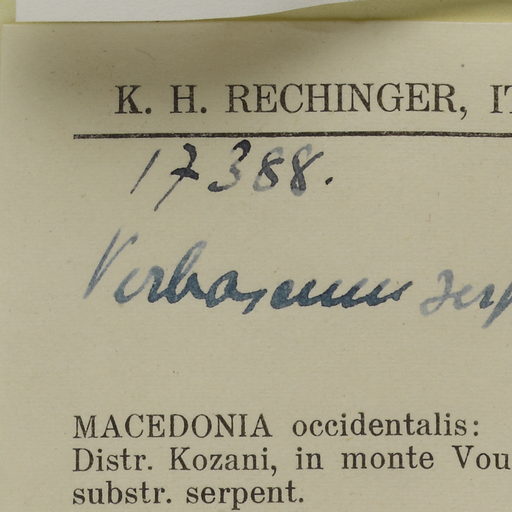 K. H. RECHINGER, IT
17388.
Verbascum serp
MACEDONIA occidentalis:
Distr. Kozani, in monte Vou
substr. serpent.